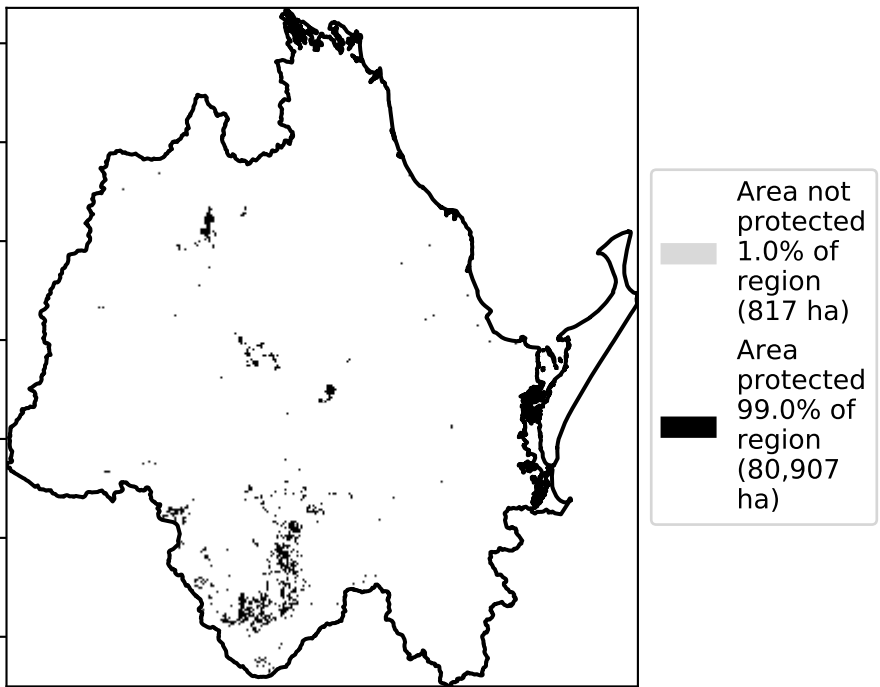 Area not
protected
1.0% of
region
(817 ha)
Area
protected
99.0% of
region
(80,907
ha)